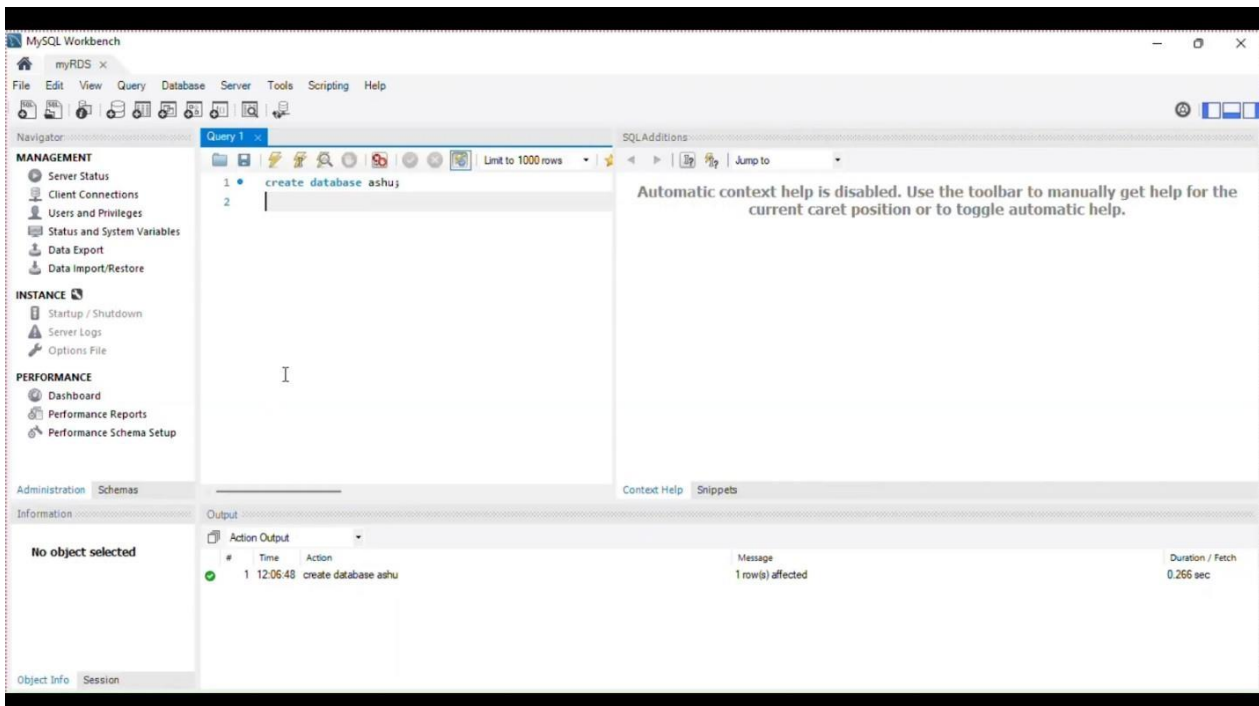 MySQL Workbench
myRDS
File Edit View Query Database Server Tools Scripting Help
Navigator
MANAGEMENT
Server Status
Client Connections
Users and Privileges
Status and System Variables
Data Export
Data Import/Restore
INSTANCE
Startup / Shutdown
Server Logs
Options File
PERFORMANCE
Dashboard
Performance Reports
Performance Schema Setup
Administration Schemas
Information
No object selected
Object Info Session
Query 1
Limit to 1000 rows
1 create database ashu;
2
SQLAdditions
Jump to
Automatic context help is disabled. Use the toolbar to manually get help for the
current caret position or to toggle automatic help.
Context Help Snippets
Output
Action Output
# Time Action Message Duration / Fetch
1 12:06:48 create database ashu 1 row(s) affected 0.266 sec